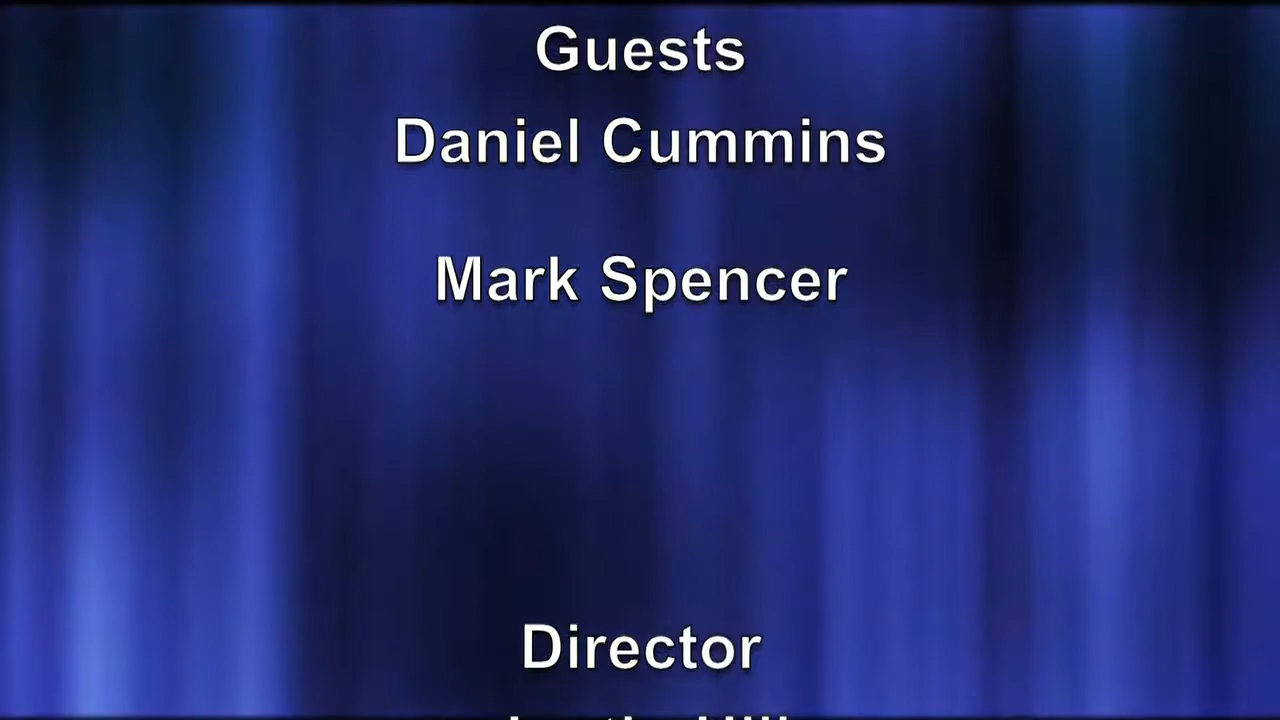 Guests
Daniel Cummins
Mark Spencer
Director